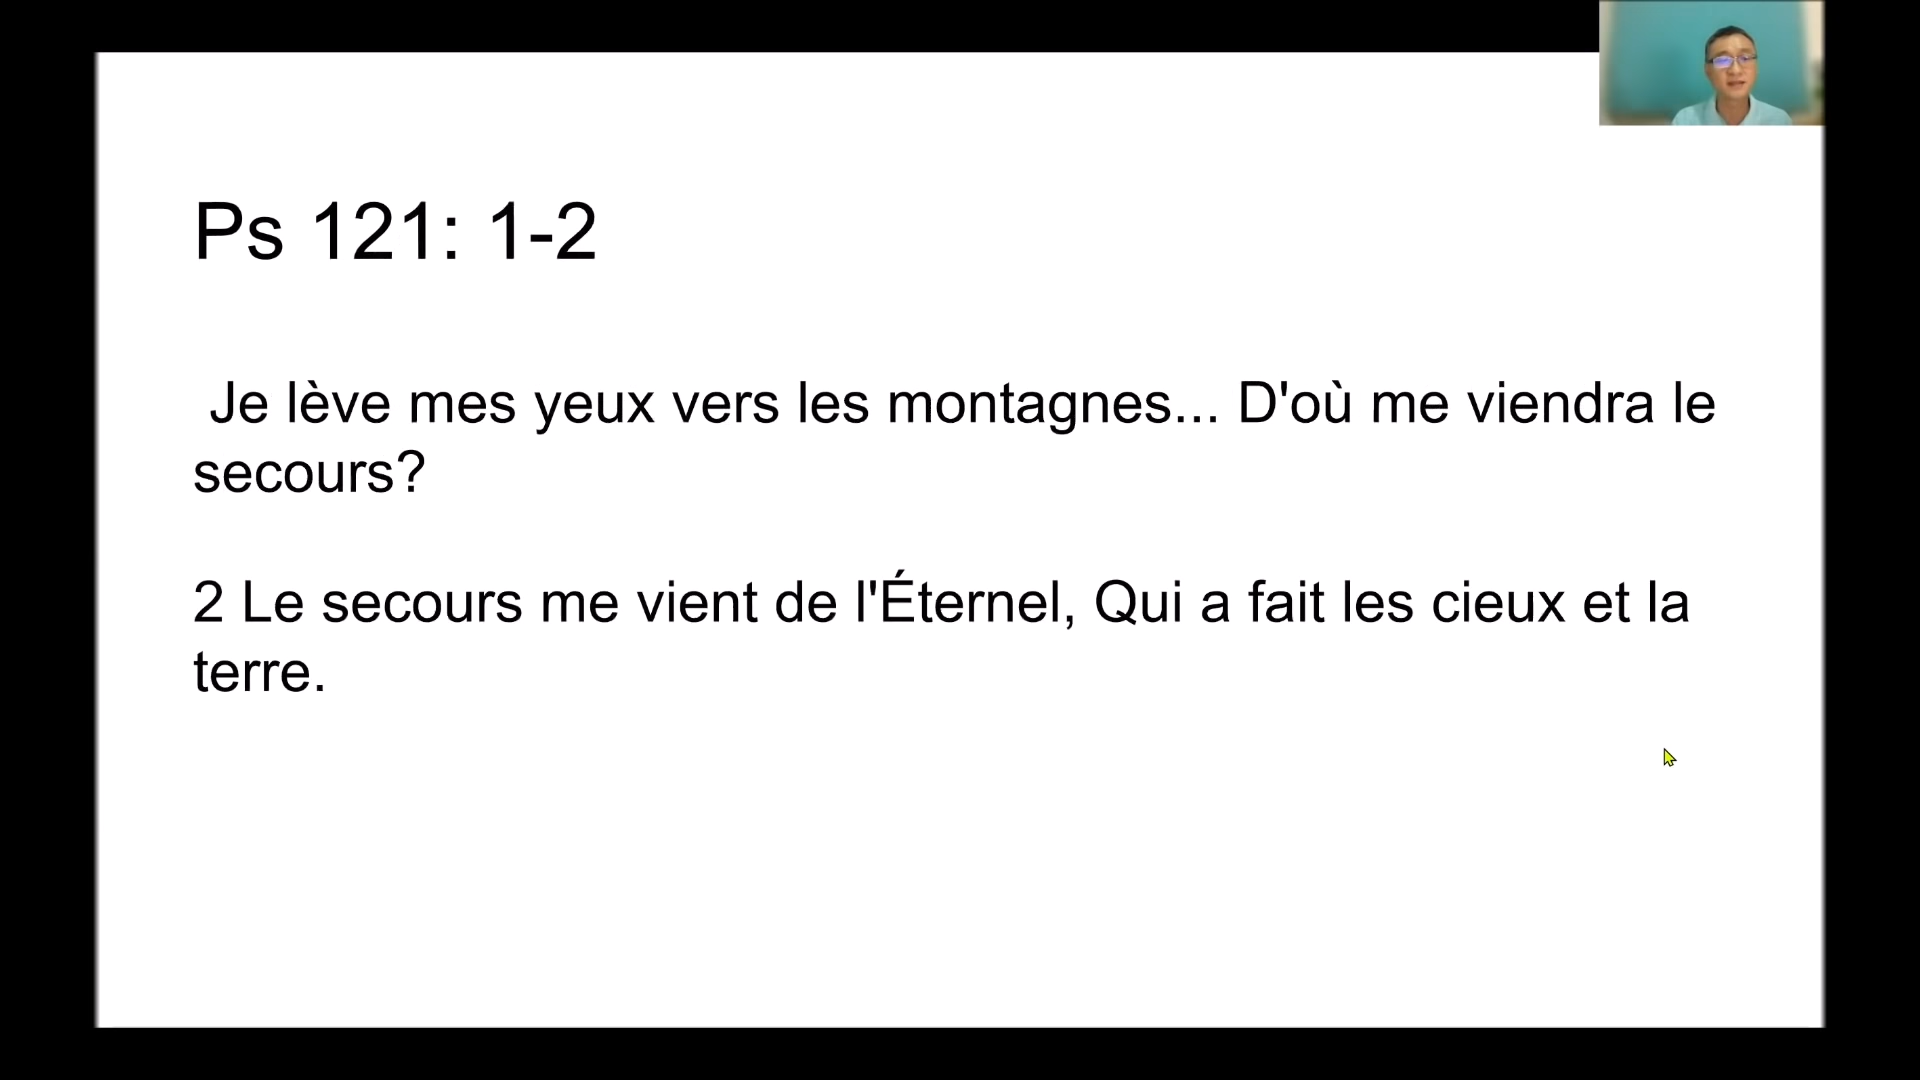 Ps 121: 1-2
Je lève mes yeux vers les montagnes... D'où me viendra le
secours?
2 Le secours me vient de l'Éternel, Qui a fait les cieux et la
terre.